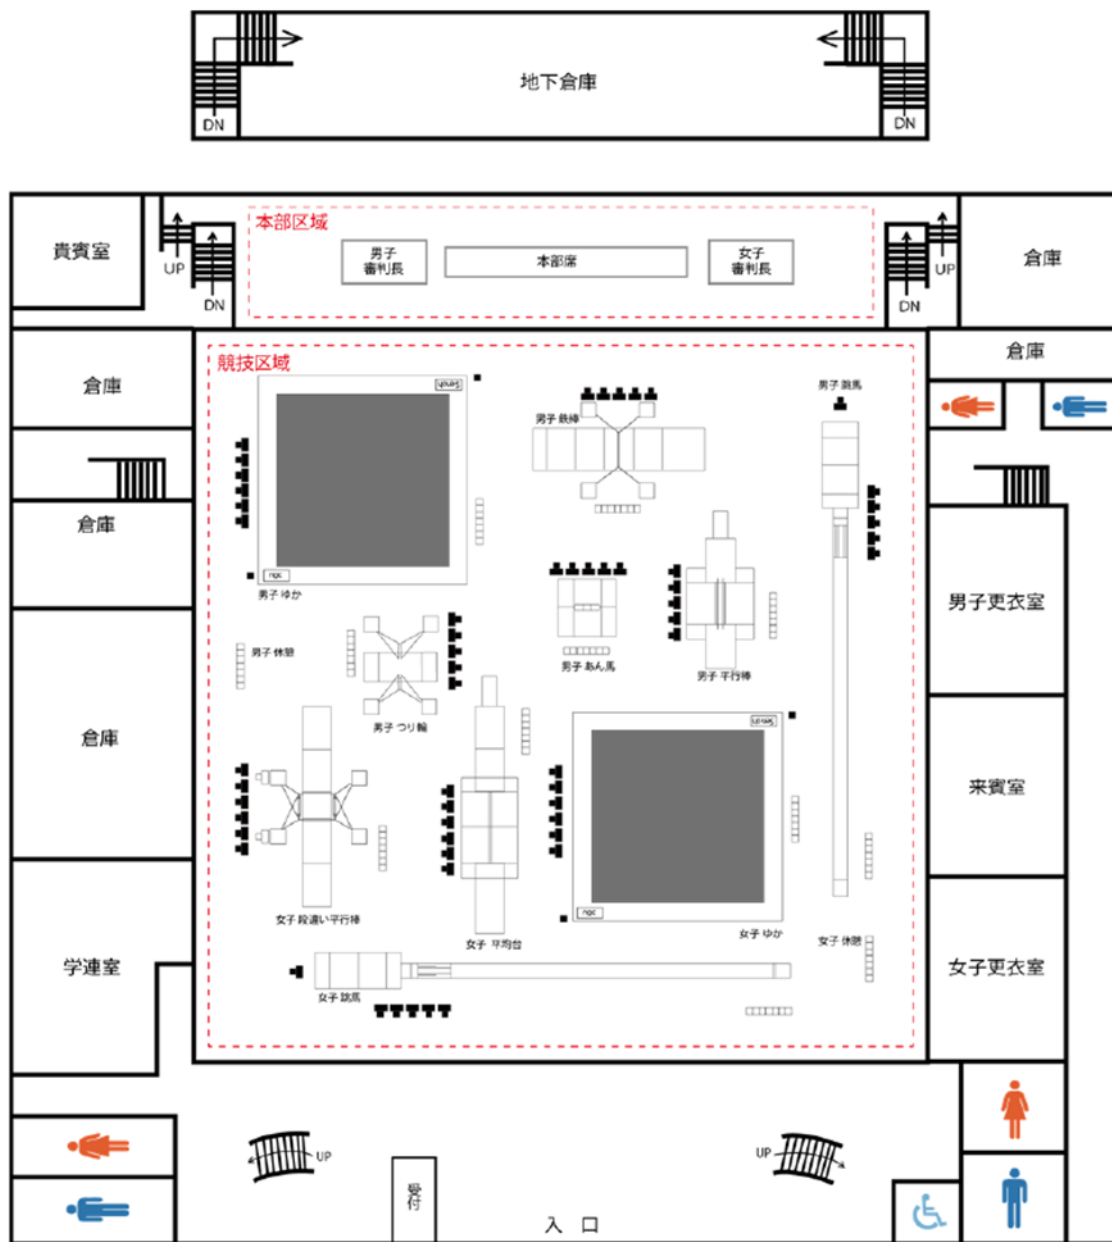 地下倉庫
DN
DN
貴賓室
UP
DN
本部区域
男子
審判長
本部席
女子
審判長
DN
UP
倉庫
倉庫
競技区域
倉庫
Senoh
男子 鉄棒
男子 跳馬
倉庫
ngc
男子 ゆか
男子 あん馬
男子 平行棒
男子更衣室
男子 休憩
男子 つり輪
倉庫
Senoh
来賓室
女子 段違い平行棒
女子 平均台
ngc
女子 ゆか
女子 休憩
学連室
女子更衣室
女子 跳馬
UP
UP
受付
入 口